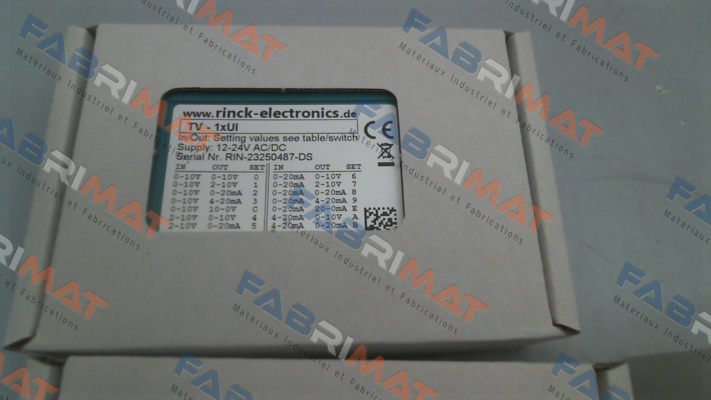 www.rinck-electronics.de
TV - 1xUI
In/Out: Setting values see table/switch
Supply: 12-24V AC/DC
Serial Nr. RIN-23250487-DS
CE
IN OUT SET IN OUT SET
0-10V 0-10V 0 0-20mA 0-10V 6
0-10V 2-10V 1 0-20mA 2-10V 7
0-10V 0-20mA 2 0-20mA 0-20mA 8
0-10V 4-20mA 3 0-20mA 4-20mA 9
0-10V 10-0V C 0-20mA 20-0mA E
2-10V 0-10V 4 4-20mA 0-10V A
2-10V 0-20mA 5 4-20mA 0-20mA B
FABRIMAT
Materiaux Industriel et Fabrications